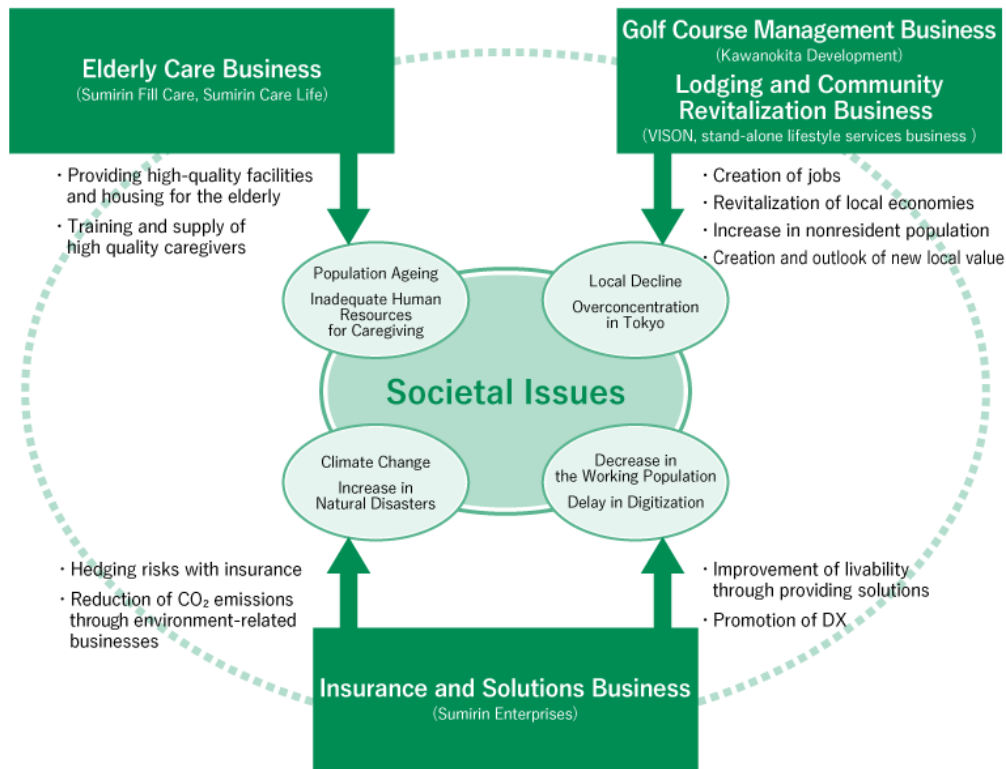 Elderly Care Business
(Sumirin Fill Care, Sumirin Care Life)
Golf Course Management Business
(Kawanokita Development)
Lodging and Community
Revitalization Business
(VISON, stand-alone lifestyle services business )
・Providing high-quality facilities
and housing for the elderly
・Training and supply of
high quality caregivers
・Creation of jobs
・Revitalization of local economies
・Increase in nonresident population
・Creation and outlook of new local value
Population Ageing
Inadequate Human
Resources
for Caregiving
Local Decline
Overconcentration
in Tokyo
Societal Issues
Climate Change
Increase in
Natural Disasters
Decrease in
the Working Population
Delay in Digitization
・Hedging risks with insurance
・Reduction of CO₂ emissions
through environment-related
businesses
・Improvement of livability
through providing solutions
・Promotion of DX
Insurance and Solutions Business
(Sumirin Enterprises)